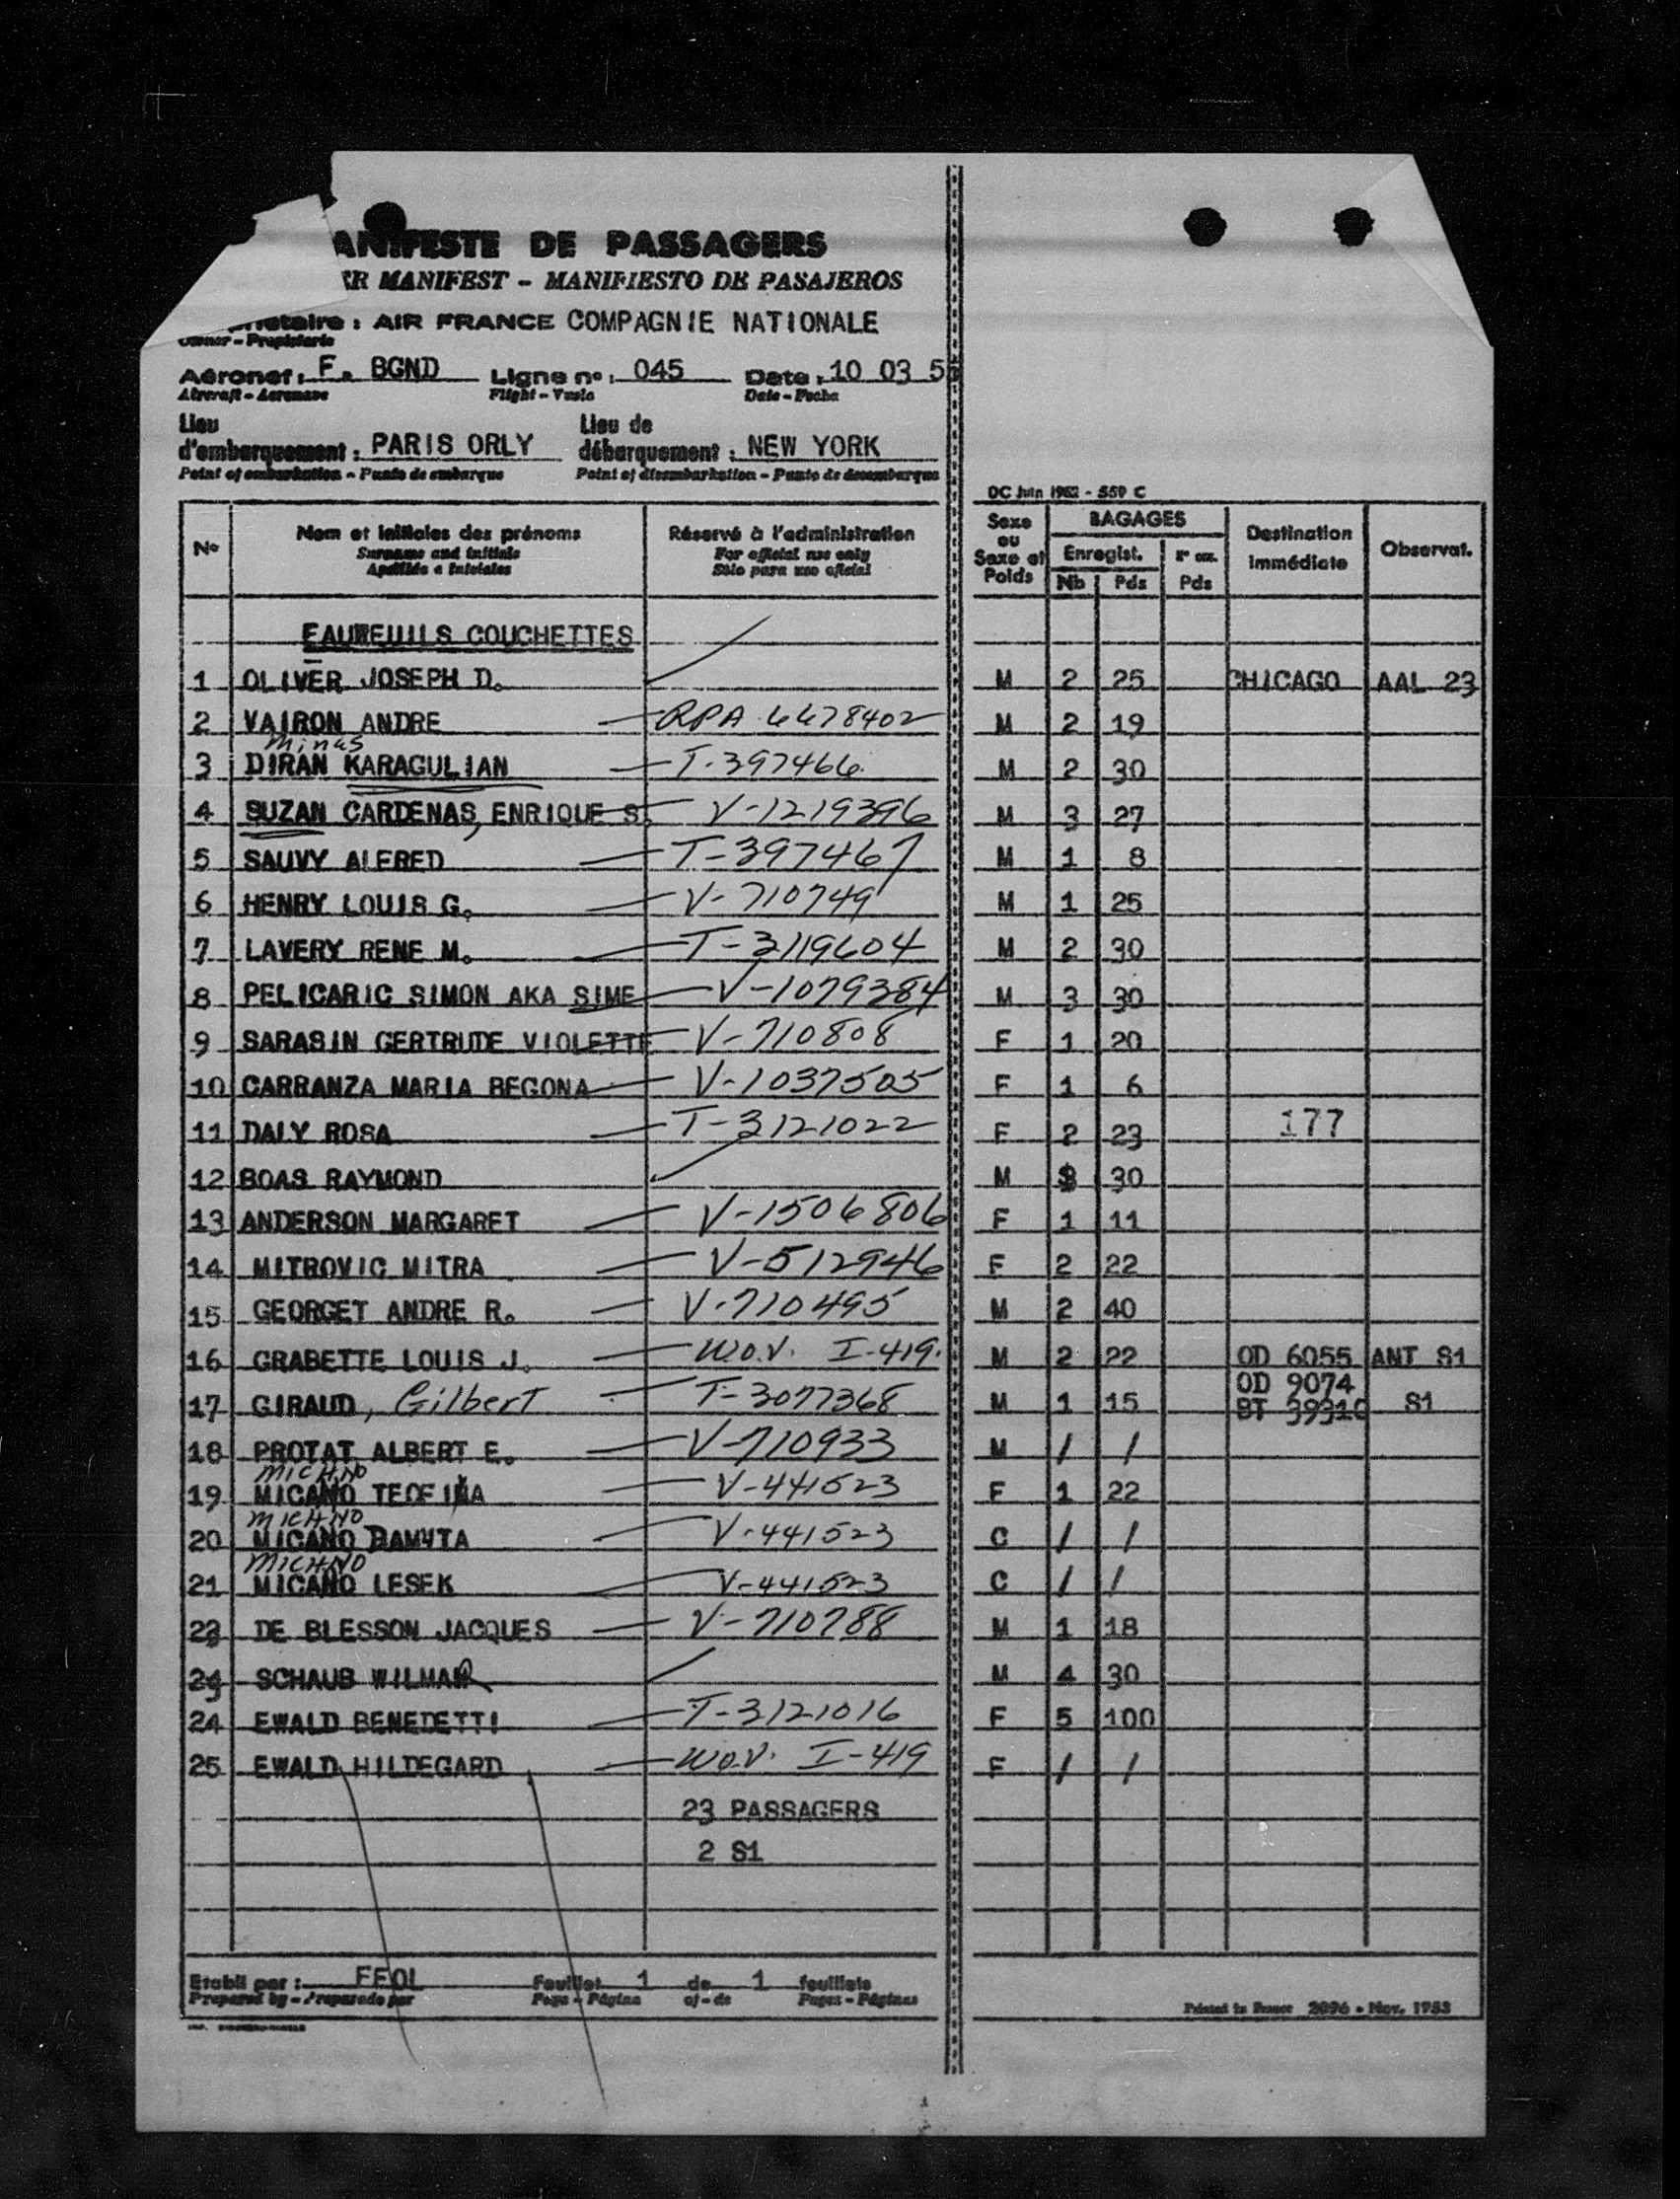 ANIFESTE DE PASSAGERS
ER MANIFEST - MANIFIESTO DE PASAJEROS
taire : AIR FRANCE COMPAGNIE NATIONALE
Owner - Propietario
Aéronef : F. BGND Ligne n° : 045 Date : 10 03 5
Aircraft - Aeronave Flight - Vuelo Date - Fecha
Lieu d'embarquement : PARIS ORLY Lieu de débarquement : NEW YORK
Point of embarkation - Punto de embarque Point of disembarkation - Punto de desembarque
DC Juin 1952 - 559 C
N° Nom et initiales des prénoms Réservé à l'administration Sexe ou Sexe et Poids BAGAGES Destination immédiate Observat.
Surname and initials For official use only Enregist. Nb Pds Pds
Apellido e iniciales Sólo para uso oficial
FAUTEUILS COUCHETTES
1 OLIVER JOSEPH D. M 2 25 CHICAGO AAL 23
2 VAIRON ANDRE RPA 6678402 M 2 19
Minas
3 DIRAN KARAGULIAN T-397466 M 2 30
4 SUZAN CARDENAS, ENRIQUE S. V-1219396 M 3 27
5 SAUVY ALFRED T-397467 M 1 8
6 HENRY LOUIS G. V-710749 M 1 25
7 LAVERY RENE M. T-3119604 M 2 30
8 PELICARIC SIMON AKA SIME V-1079384 M 3 30
9 SARASIN GERTRUDE VIOLETTE V-710808 F 1 20
10 CARRANZA MARIA BEGONA V-1037505 F 1 6
11 DALY ROSA T-3121022 F 2 23 177
12 BOAS RAYMOND M 30
13 ANDERSON MARGARET V-1506806 F 1 11
14 MITROVIC MITRA V-512946 F 2 22
15 GEORGET ANDRE R. V-710495 M 2 40
16 GRABETTE LOUIS J. W.O.V. I-419. M 2 22 OD 6055 ANT S1
OD 9074
17 GIRAUD, Gilbert T-3077368 M 1 15 BT S1
18 PROTAT ALBERT E. V-710933 M / /
MICHNO
19 MICANO TEOFILA V-441523 F 1 22
MICHNO
20 MICANO V-441523 C / /
MICHNO
21 MICANO LESEK V-441523 C / /
22 DE BLESSON JACQUES V-710788 M 1 18
23 SCHAUB WILMAR M 4 30
24 EWALD BENEDETTI T-3121016 F 5 100
25 EWALD HILDEGARD W.O.V. I-419 F / /
23 PASSAGERS
2 S1
Etabli par : FEOL Feuillet 1 de 1 feuillets
Prepared by - Preparado por Page - Página of - de Pages - Páginas
Printed in France 2096 - Nov. 1953